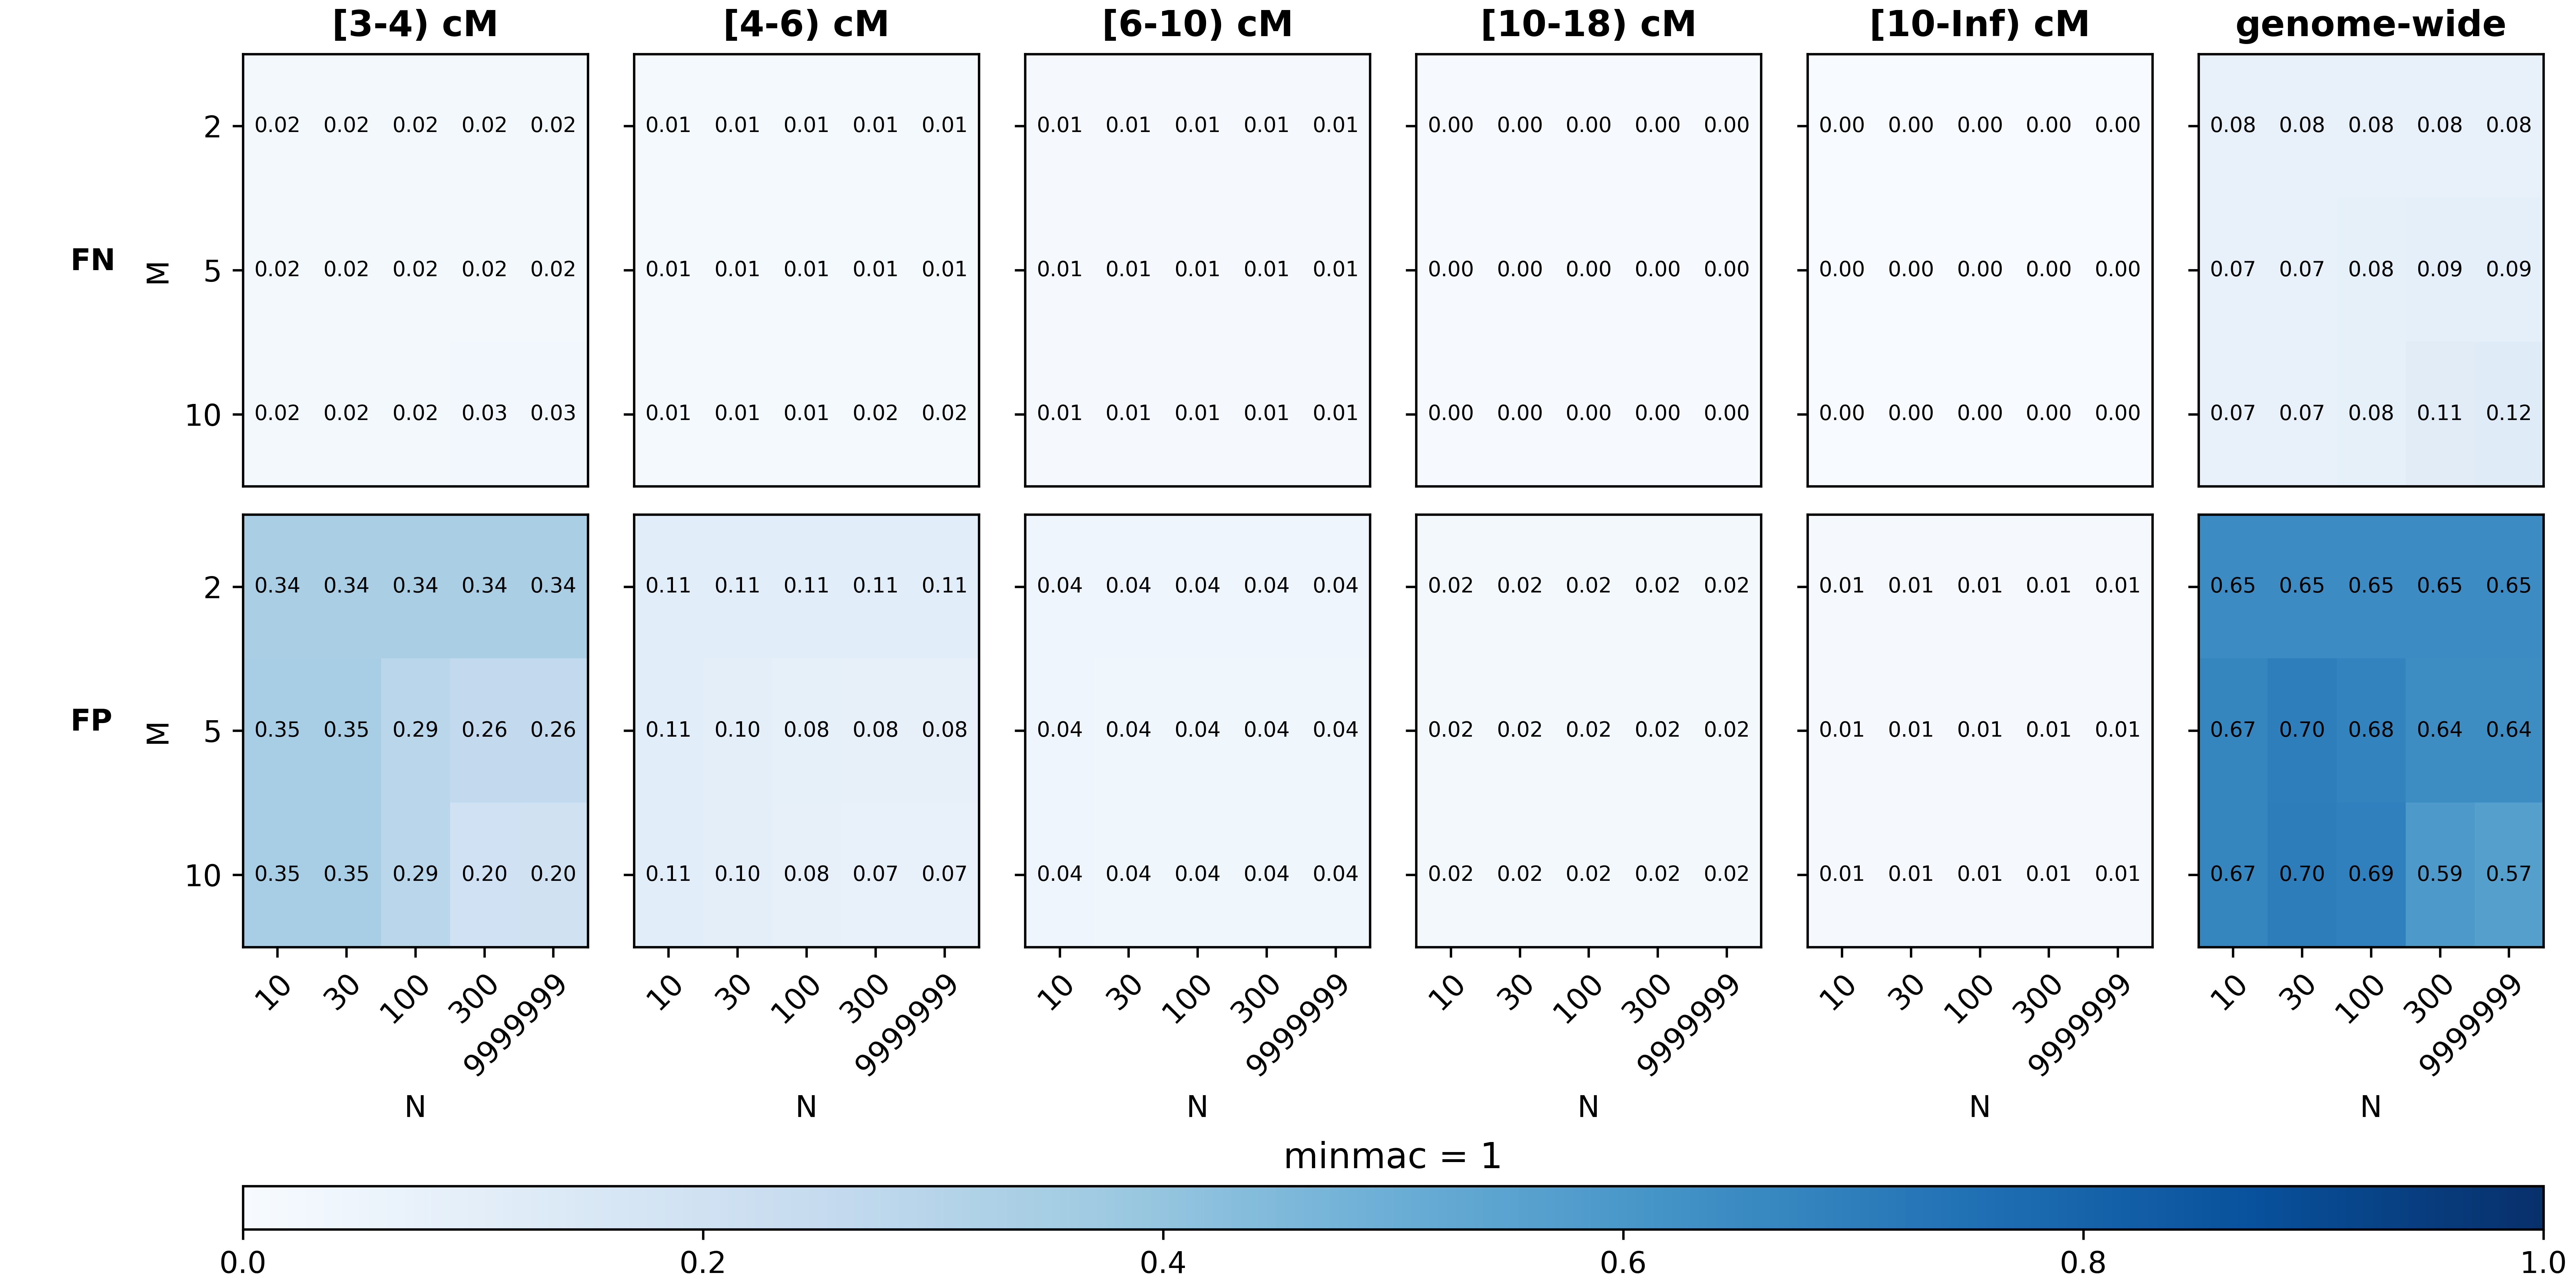 [3-4) cM [4-6) cM [6-10) cM [10-18) cM [10-Inf) cM genome-wide
2 0.02 0.02 0.02 0.02 0.02 0.01 0.01 0.01 0.01 0.01 0.01 0.01 0.01 0.01 0.01 0.00 0.00 0.00 0.00 0.00 0.00 0.00 0.00 0.00 0.00 0.08 0.08 0.08 0.08 0.08
FN M 5 0.02 0.02 0.02 0.02 0.02 0.01 0.01 0.01 0.01 0.01 0.01 0.01 0.01 0.01 0.01 0.00 0.00 0.00 0.00 0.00 0.00 0.00 0.00 0.00 0.00 0.07 0.07 0.08 0.09 0.09
10 0.02 0.02 0.02 0.03 0.03 0.01 0.01 0.01 0.02 0.02 0.01 0.01 0.01 0.01 0.01 0.00 0.00 0.00 0.00 0.00 0.00 0.00 0.00 0.00 0.00 0.07 0.07 0.08 0.11 0.12
2 0.34 0.34 0.34 0.34 0.34 0.11 0.11 0.11 0.11 0.11 0.04 0.04 0.04 0.04 0.04 0.02 0.02 0.02 0.02 0.02 0.01 0.01 0.01 0.01 0.01 0.65 0.65 0.65 0.65 0.65
FP M 5 0.35 0.35 0.29 0.26 0.26 0.11 0.10 0.08 0.08 0.08 0.04 0.04 0.04 0.04 0.04 0.02 0.02 0.02 0.02 0.02 0.01 0.01 0.01 0.01 0.01 0.67 0.70 0.68 0.64 0.64
10 0.35 0.35 0.29 0.20 0.20 0.11 0.10 0.08 0.07 0.07 0.04 0.04 0.04 0.04 0.04 0.02 0.02 0.02 0.02 0.02 0.01 0.01 0.01 0.01 0.01 0.67 0.70 0.69 0.59 0.57
10 30 100 300 99999999 10 30 100 300 99999999 10 30 100 300 99999999 10 30 100 300 99999999 10 30 100 300 99999999 10 30 100 300 99999999
N N N N N N
minmac = 1
0.0 0.2 0.4 0.6 0.8 1.0